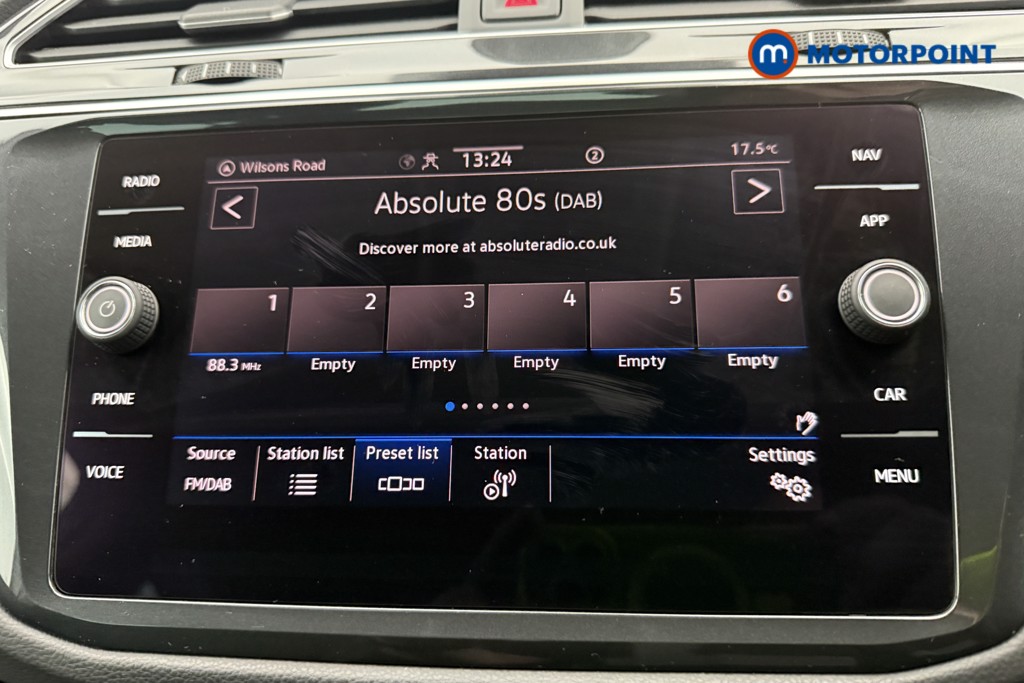 m MOTORPOINT
RADIO
MEDIA
PHONE
VOICE
Wilsons Road
13:24
2
17.5°C
<
Absolute 80s (DAB)
>
Discover more at absoluteradio.co.uk
1 2 3 4 5 6
88.3 MHz Empty Empty Empty Empty Empty
Source Station list Preset list Station Settings
FM/DAB
NAV
APP
CAR
MENU